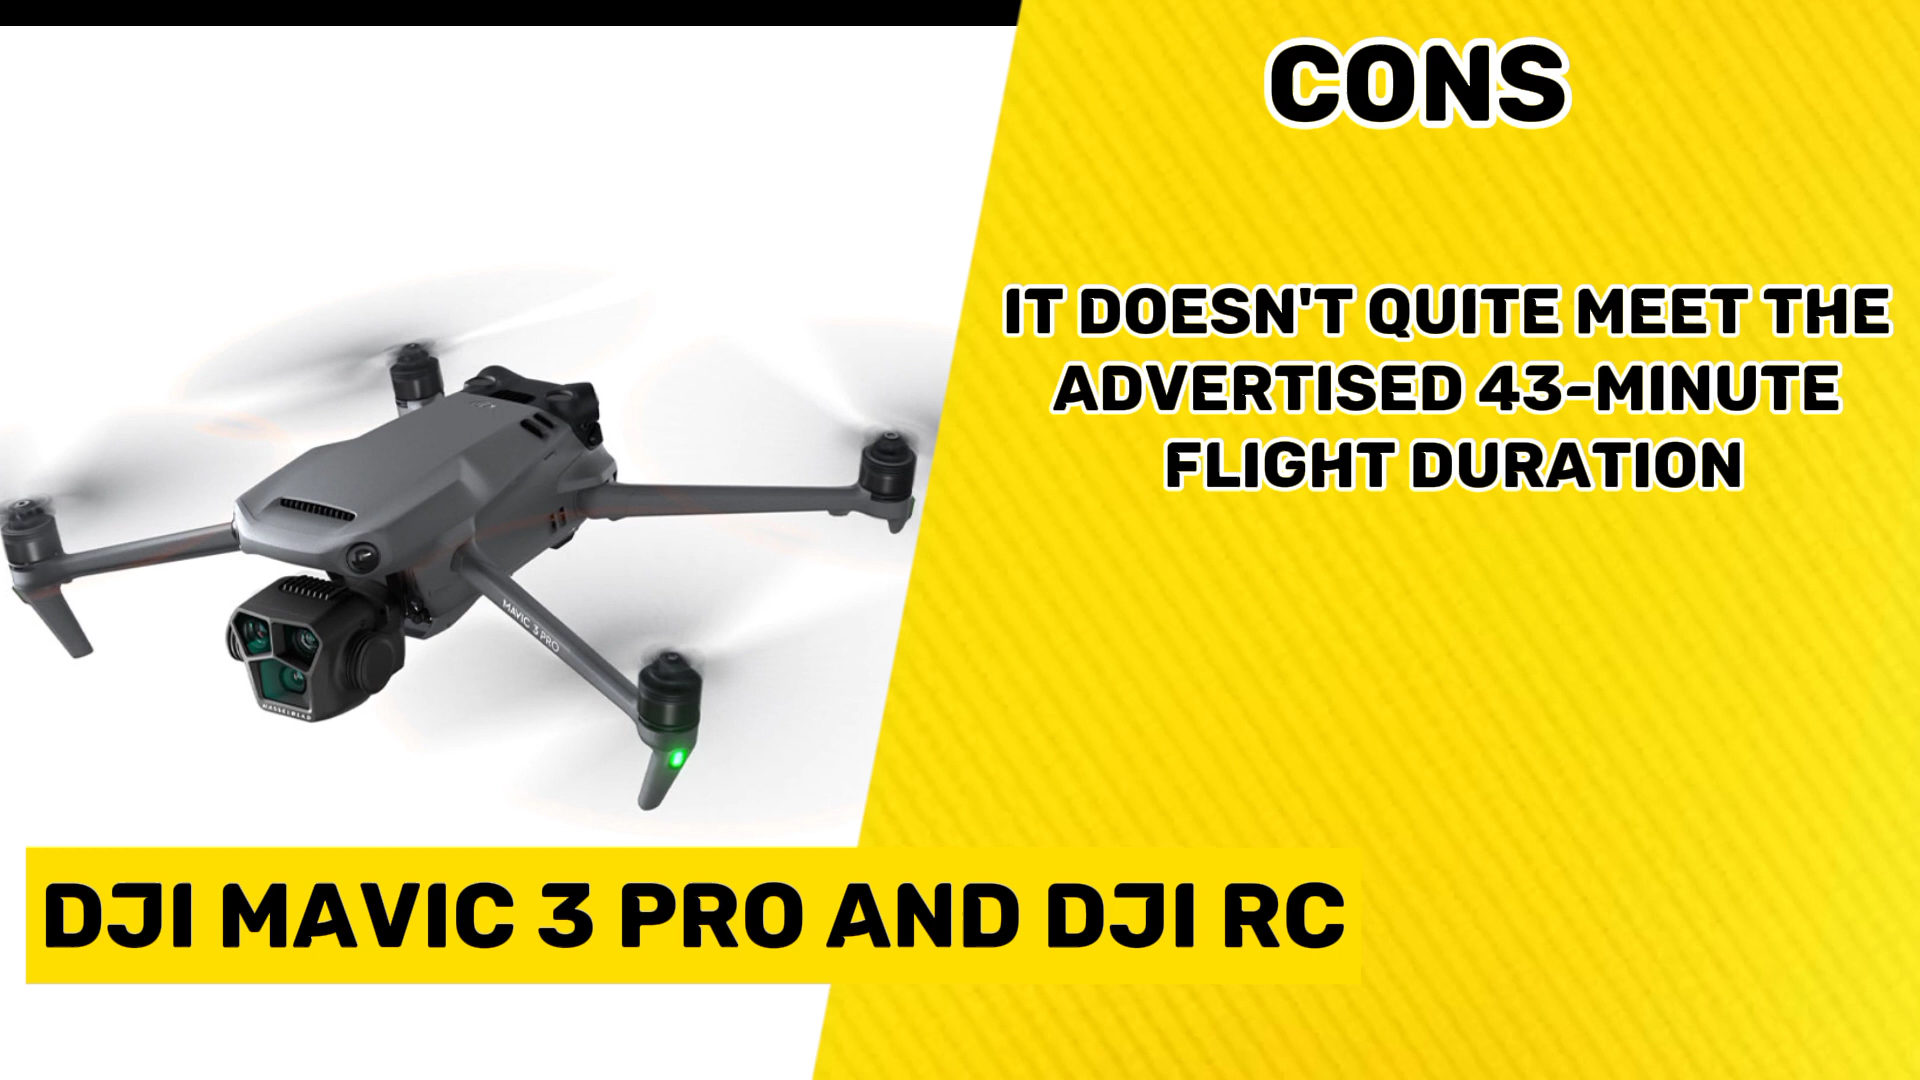 CONS
IT DOESN'T QUITE MEET THE
ADVERTISED 43-MINUTE
FLIGHT DURATION
MAVIC 3 PRO
HASSELBLAD
DJI MAVIC 3 PRO AND DJI RC